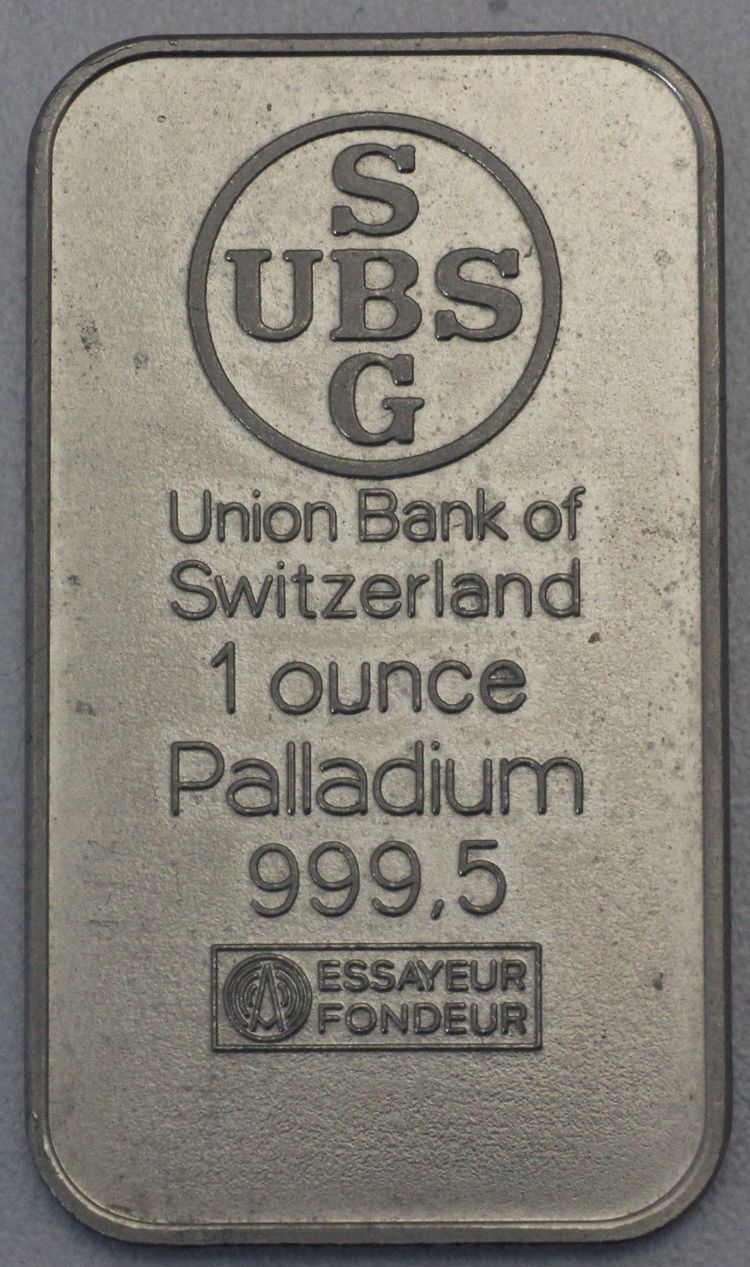 S
UBS
G
Union Bank of
Switzerland
1 ounce
Palladium
999,5
ESSAYEUR
FONDEUR